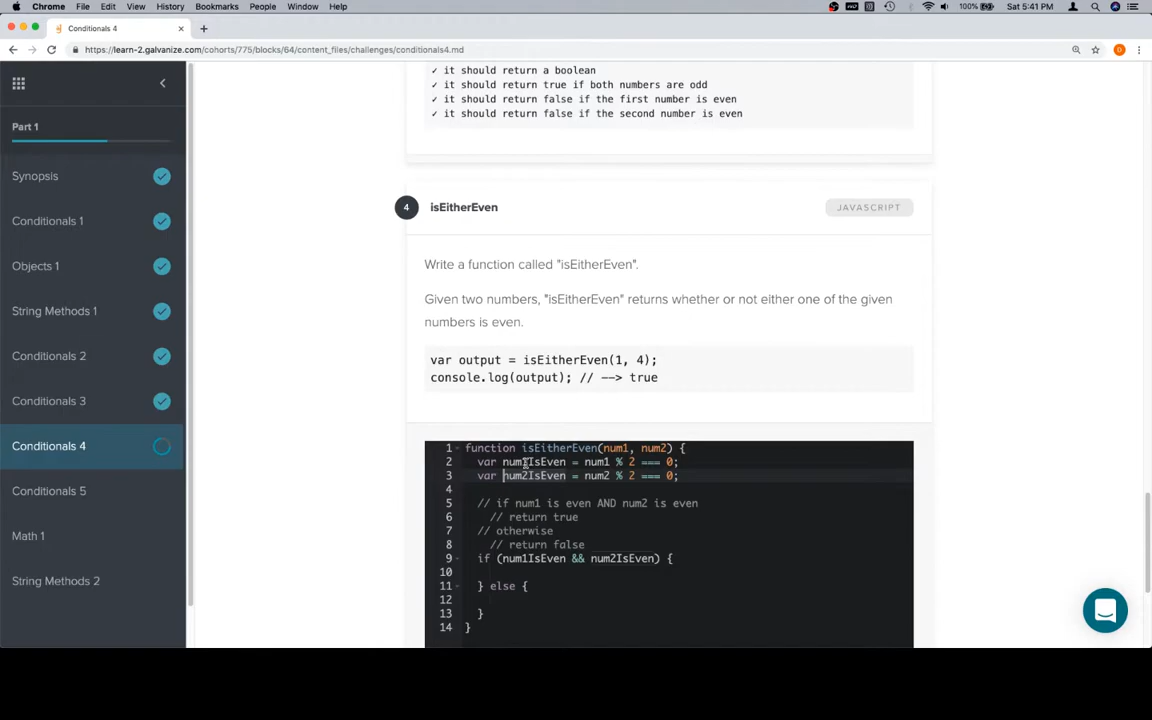 Chrome File Edit View History Bookmarks People Window Help
100% Sat 5:41 PM
Conditionals 4
https://learn-2.galvanize.com/cohorts/775/blocks/64/content_files/challenges/conditionals4.md
Part 1
Synopsis
Conditionals 1
Objects 1
String Methods 1
Conditionals 2
Conditionals 3
Conditionals 4
Conditionals 5
Math 1
String Methods 2
✓ it should return a boolean
✓ it should return true if both numbers are odd
✓ it should return false if the first number is even
✓ it should return false if the second number is even
4 isEitherEven JAVASCRIPT
Write a function called "isEitherEven".
Given two numbers, "isEitherEven" returns whether or not either one of the given
numbers is even.
var output = isEitherEven(1, 4);
console.log(output); // --> true
1 function isEitherEven(num1, num2) {
2 var num1IsEven = num1 % 2 === 0;
3 var num2IsEven = num2 % 2 === 0;
4
5 // if num1 is even AND num2 is even
6 // return true
7 // otherwise
8 // return false
9 if (num1IsEven && num2IsEven) {
10
11 } else {
12
13 }
14 }